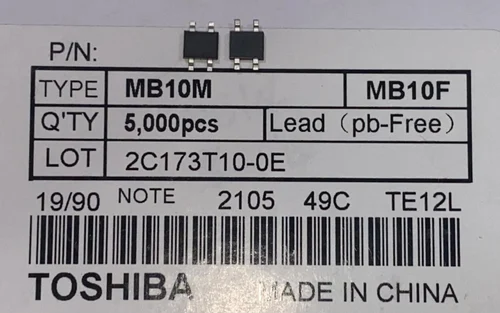 P/N:
TYPE MB10M MB10F
Q'TY 5,000pcs Lead (pb-Free)
LOT 2C173T10-0E
19/90 NOTE 2105 49C TE12L
TOSHIBA MADE IN CHINA